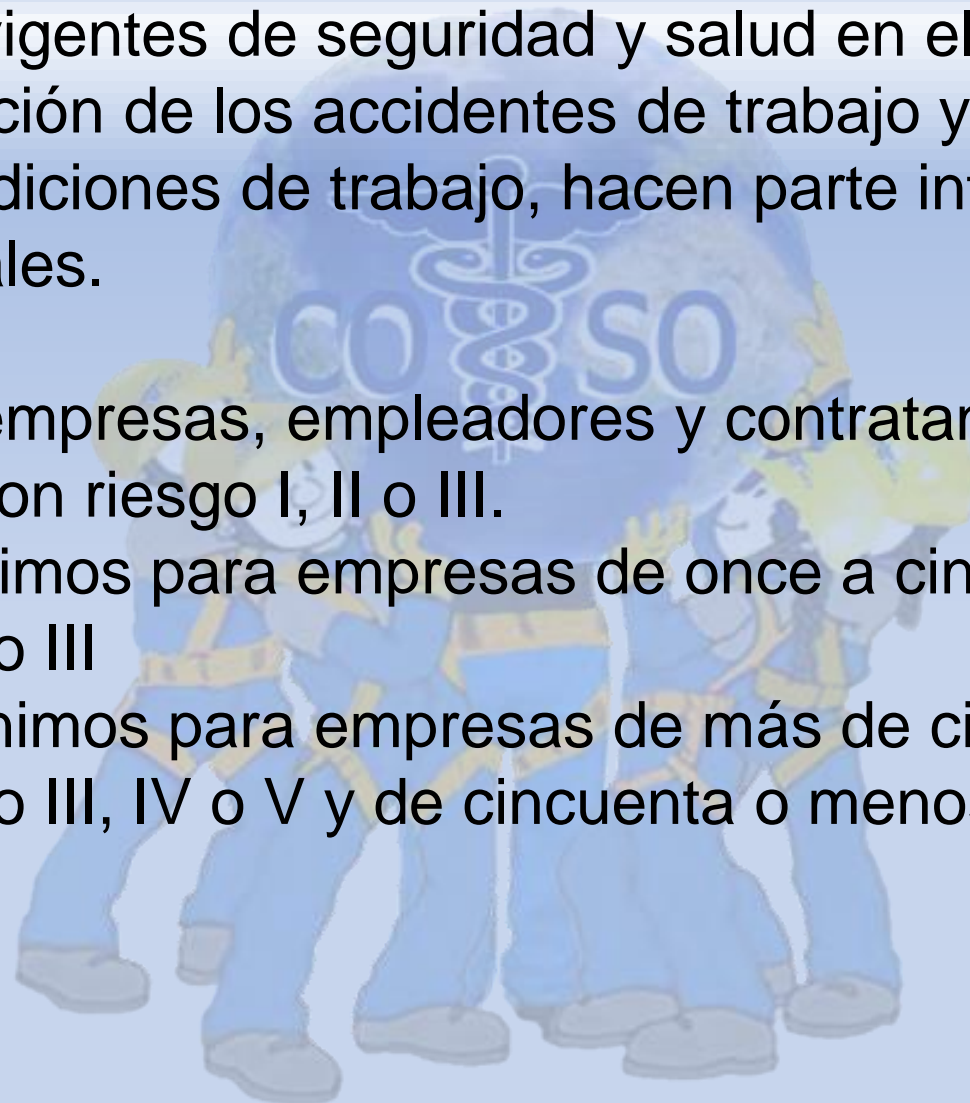 vigentes de seguridad y salud en el
ción de los accidentes de trabajo y
diciones de trabajo, hacen parte int
ales.
CO SO
empresas, empleadores y contratan
on riesgo I, II o III.
imos para empresas de once a cin
o III
nimos para empresas de más de ci
o III, IV o V y de cincuenta o menos